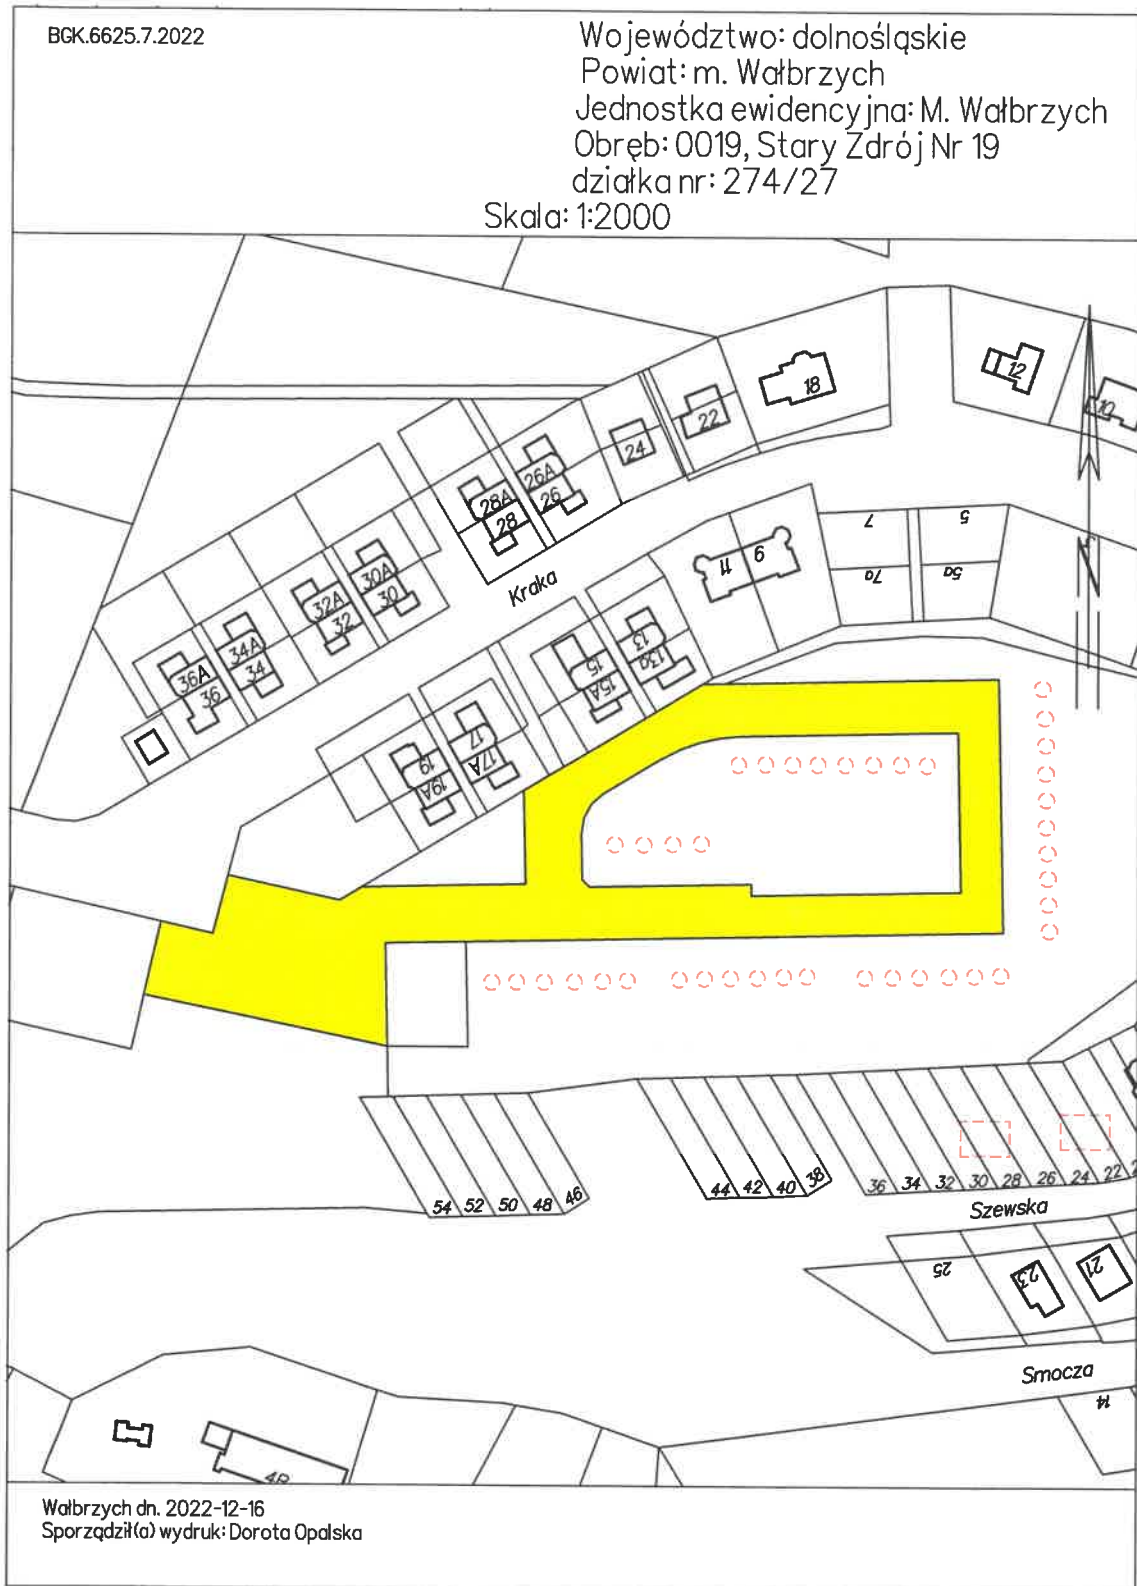 BGK.6625.7.2022
Województwo: dolnośląskie
Powiat: m. Wałbrzych
Jednostka ewidencyjna: M. Wałbrzych
Obręb: 0019, Stary Zdrój Nr 19
działka nr: 274/27
Skala: 1:2000
18
12
10
22
24
26A
26
28A
28
Kraka
30A
30
32A
32
34A
34
36A
36
7
5
7a
5a
11
9
13
13a
15
15A
17
17A
19
19A
N
54
52
50
48
46
44
42
40
38
36
34
32
30
28
26
24
22
Szewska
25
23
21
Smocza
14
Wałbrzych dn. 2022-12-16
Sporządził(a) wydruk: Dorota Opalska